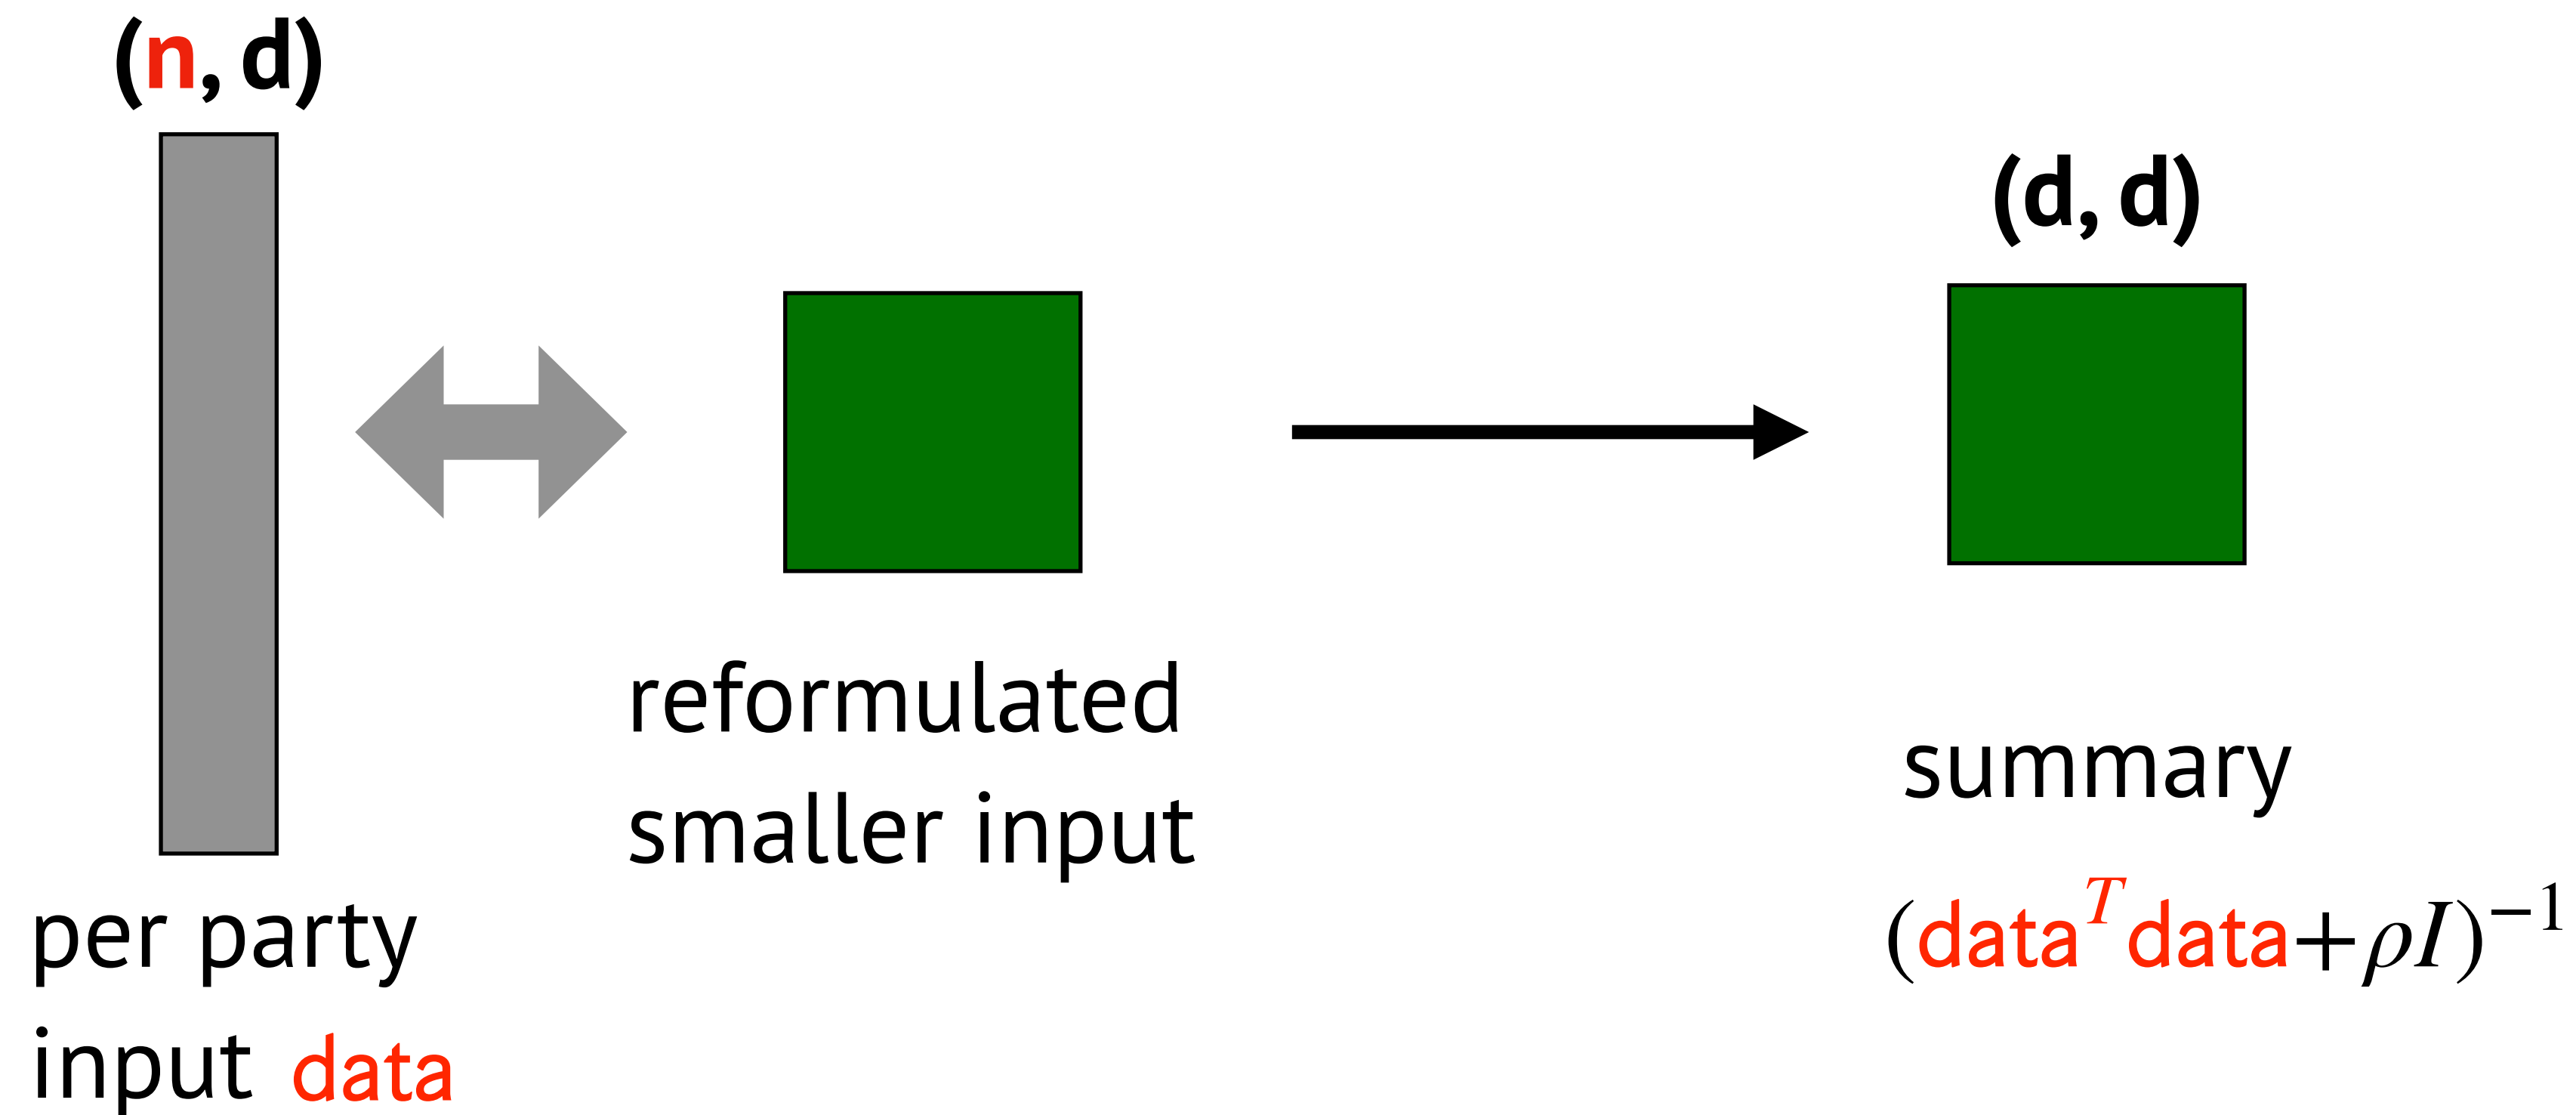 (n, d)
per party
input data
reformulated
smaller input
(d, d)
summary
(data^T data+ρI)^−1